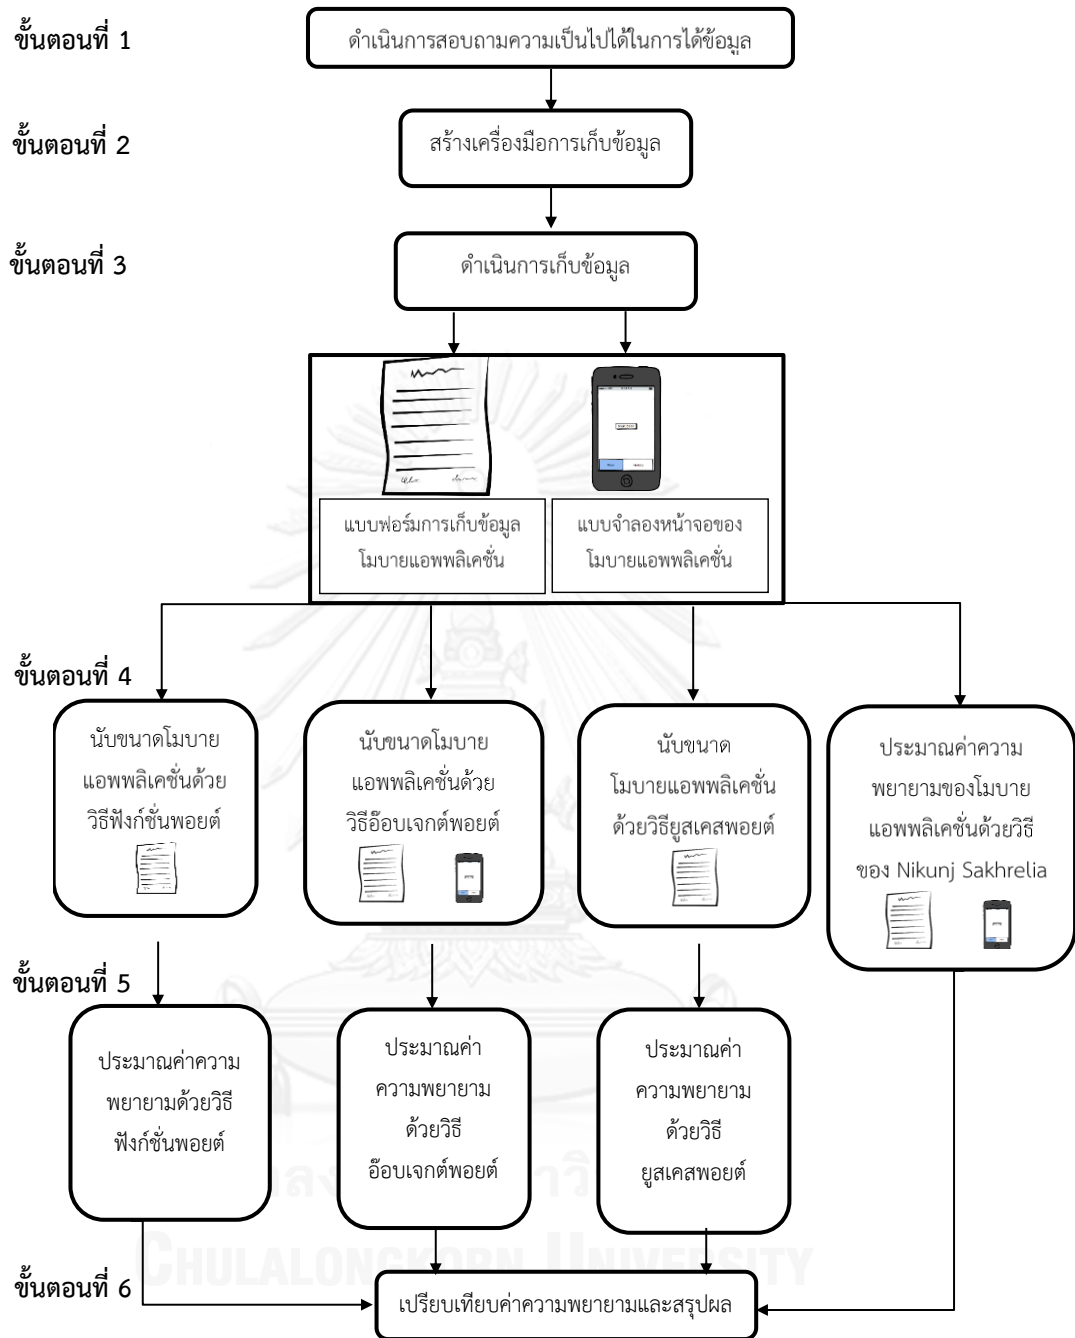 ขั้นตอนที่ 1
ดำเนินการสอบถามความเป็นไปได้ในการได้ข้อมูล
ขั้นตอนที่ 2
สร้างเครื่องมือการเก็บข้อมูล
ขั้นตอนที่ 3
ดำเนินการเก็บข้อมูล
แบบฟอร์มการเก็บข้อมูล
โมบายแอพพลิเคชั่น
แบบจำลองหน้าจอของ
โมบายแอพพลิเคชั่น
ขั้นตอนที่ 4
นับขนาดโมบาย
แอพพลิเคชั่นด้วย
วิธีฟังก์ชั่นพอยต์
นับขนาดโมบาย
แอพพลิเคชั่นด้วย
วิธีอ๊อบเจกต์พอยต์
นับขนาด
โมบายแอพพลิเคชั่น
ด้วยวิธียูสเคสพอยต์
ประมาณค่าความ
พยายามของโมบาย
แอพพลิเคชั่นด้วยวิธี
ของ Nikunj Sakhrelia
ขั้นตอนที่ 5
ประมาณค่าความ
พยายามด้วยวิธี
ฟังก์ชั่นพอยต์
ประมาณค่า
ความพยายาม
ด้วยวิธี
อ๊อบเจกต์พอยต์
ประมาณค่า
ความพยายาม
ด้วยวิธี
ยูสเคสพอยต์
CHULALONGKORN UNIVERSITY
ขั้นตอนที่ 6
เปรียบเทียบค่าความพยายามและสรุปผล